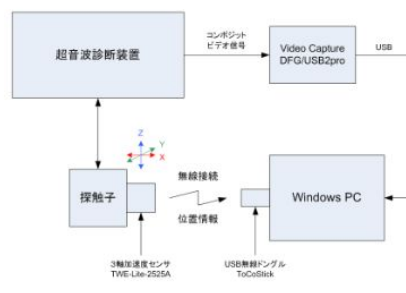 超音波診断装置
コンポジット
ビデオ信号
Video Capture
DFG/USB2pro
USB
Z
Y
X
探触子
無線接続
位置情報
Windows PC
3軸加速度センサ
TWE-Lite-2525A
USB無線ドングル
ToCoStick